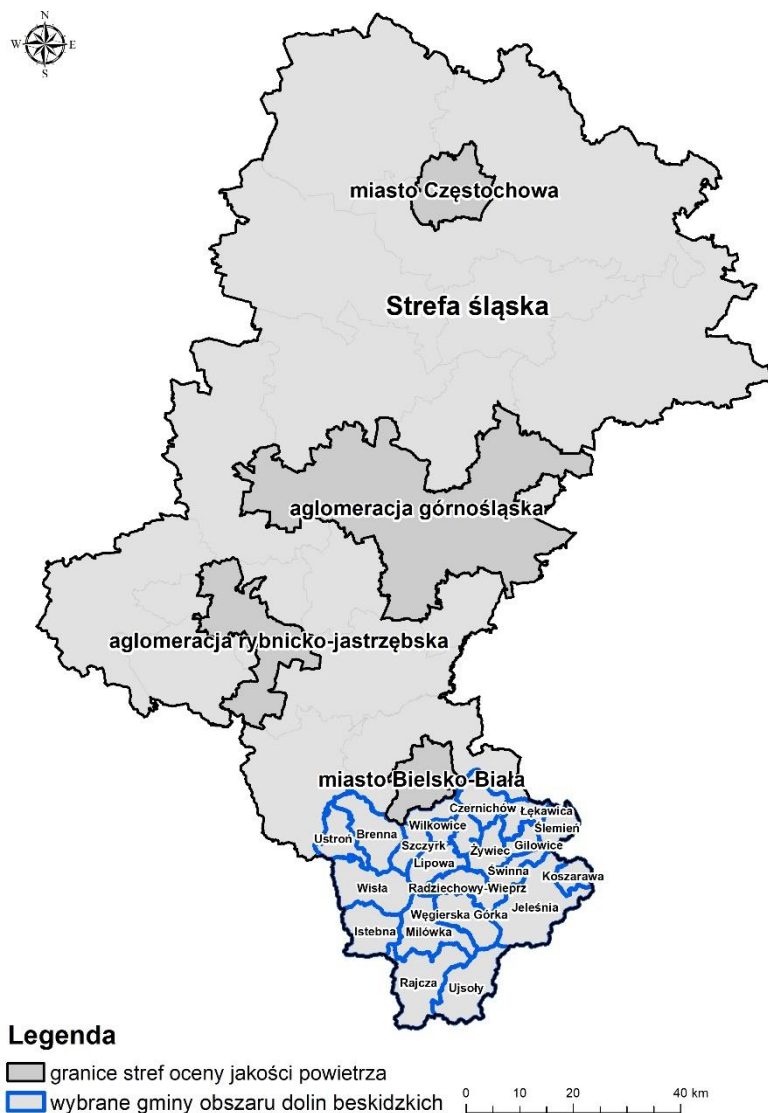 N
W E
S
miasto Częstochowa
Strefa śląska
aglomeracja górnośląska
aglomeracja rybnicko-jastrzębska
miasto Bielsko-Biała
Czernichów
Łękawica
Wilkowice
Ślemień
Ustroń
Brenna
Szczyrk
Żywiec
Gilowice
Lipowa
Świnna
Koszarawa
Wisła
Radziechowy-Wieprz
Jeleśnia
Węgierska Górka
Istebna
Milówka
Rajcza
Ujsoły
Legenda
granice stref oceny jakości powietrza
wybrane gminy obszaru dolin beskidzkich
0 10 20 40 km